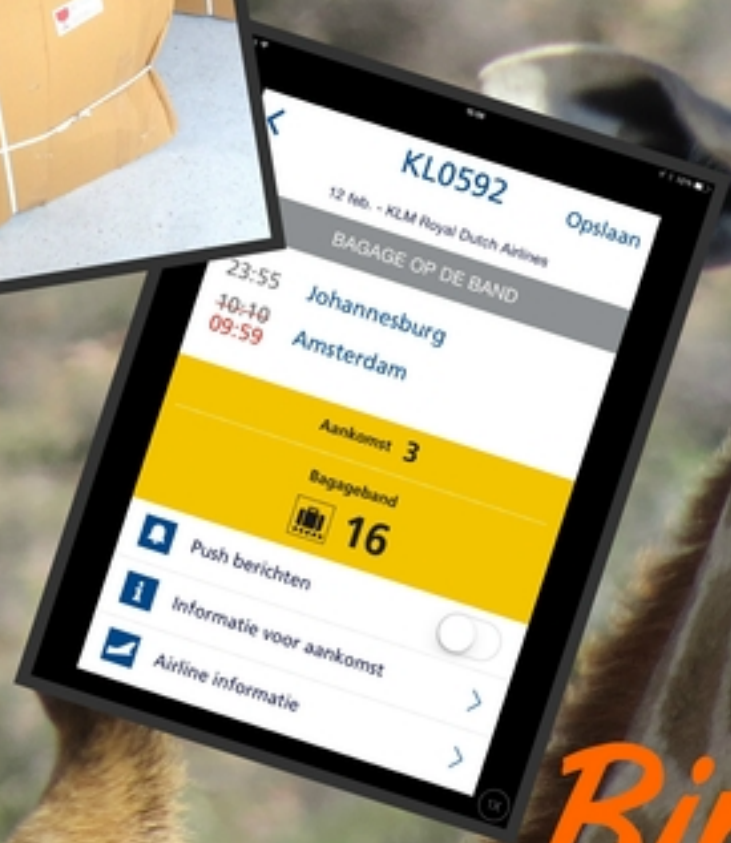 KL0592
Opslaan
12 feb. - KLM Royal Dutch Airlines
BAGAGE OP DE BAND
23:55 Johannesburg
10:10
09:59 Amsterdam
Aankomst 3
Bagageband
16
Push berichten
Informatie voor aankomst
Airline informatie
1X